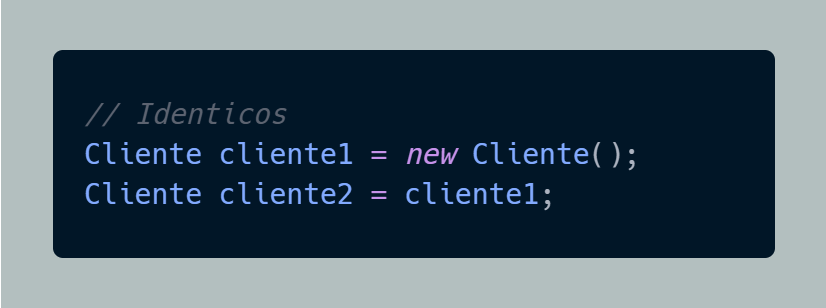 // Identicos
Cliente cliente1 = new Cliente();
Cliente cliente2 = cliente1;